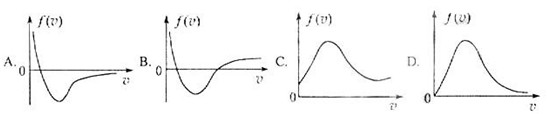 A. f(v) 0 v
B. f(v) 0 v
C. f(v) 0 v
D. f(v) 0 v